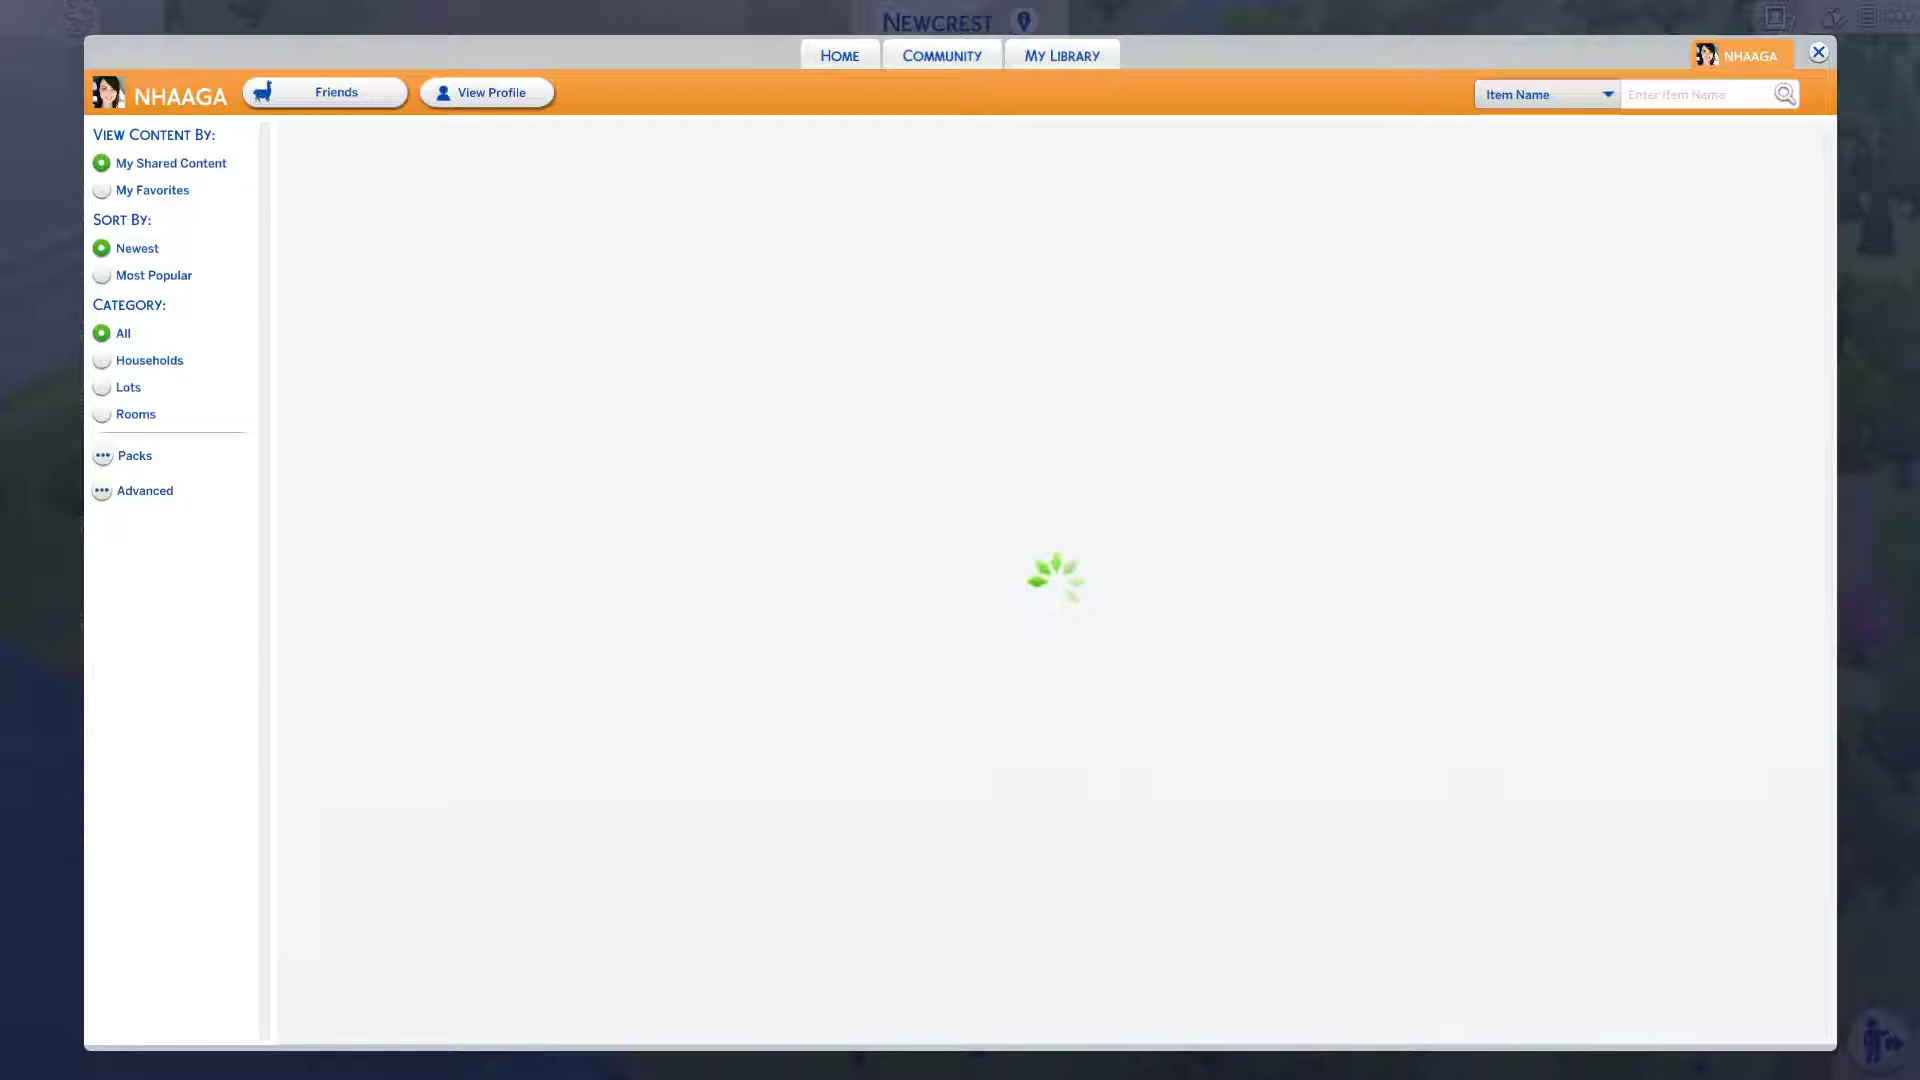 NEWCREST
HOME
COMMUNITY
MY LIBRARY
NHAAGA
NHAAGA
Friends
View Profile
Item Name
Enter Item Name
VIEW CONTENT BY:
My Shared Content
My Favorites
SORT BY:
Newest
Most Popular
CATEGORY:
All
Households
Lots
Rooms
Packs
Advanced